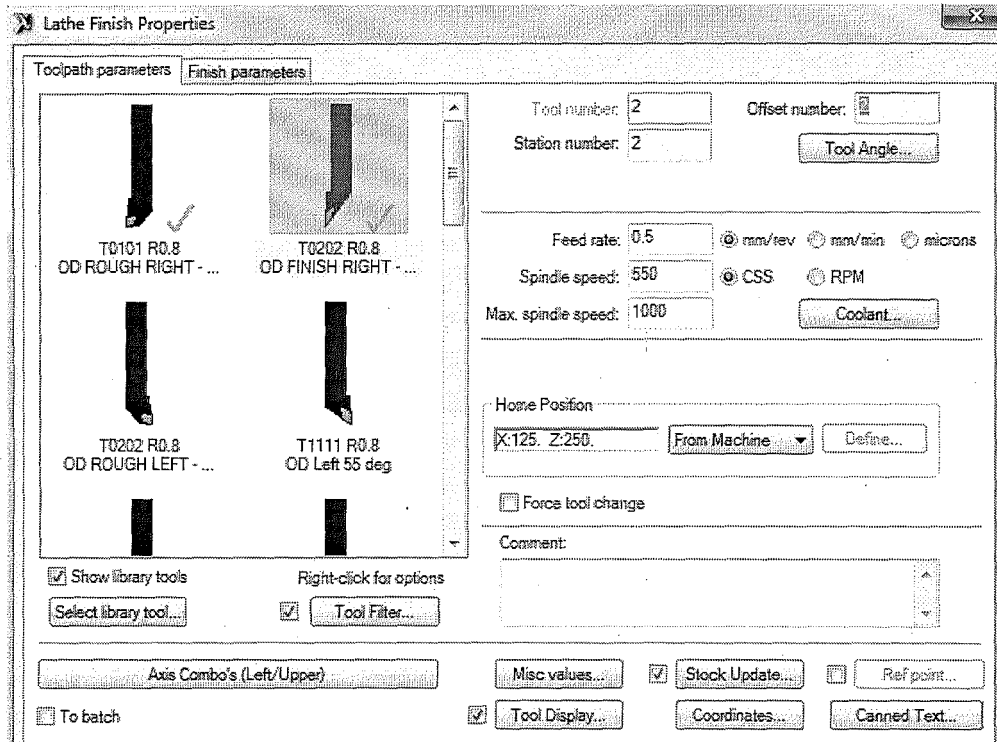 Lathe Finish Properties
Toolpath parameters
Finish parameters
T0101 R0.8
OD ROUGH RIGHT - ...
T0202 R0.8
OD FINISH RIGHT - ...
T0202 R0.8
OD ROUGH LEFT - ...
T1111 R0.8
OD Left 55 deg
Show library tools
Right-click for options
Select library tool...
Tool Filter...
Tool number: 2
Offset number: 2
Station number: 2
Tool Angle...
Feed rate: 0.5
mm/rev
mm/min
microns
Spindle speed: 550
CSS
RPM
Max. spindle speed: 1000
Coolant...
Home Position
X:125. Z:250.
From Machine
Define...
Force tool change
Comment:
Axis Combo's (Left/Upper)
Misc values...
Stock Update...
Ref point...
To batch
Tool Display...
Coordinates...
Canned Text...